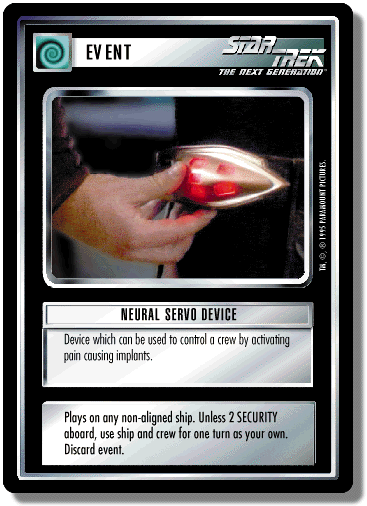 EVENT
STAR TREK
THE NEXT GENERATION™
TM, ©, ® 1995 PARAMOUNT PICTURES.
NEURAL SERVO DEVICE
Device which can be used to control a crew by activating
pain causing implants.
Plays on any non-aligned ship. Unless 2 SECURITY
aboard, use ship and crew for one turn as your own.
Discard event.